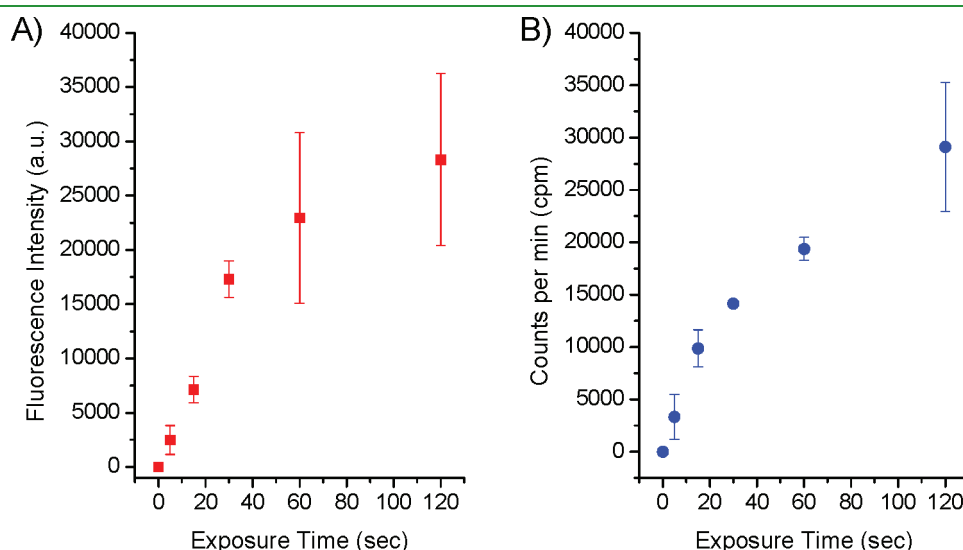 A)
Fluorescence Intensity (a.u.)
40000
35000
30000
25000
20000
15000
10000
5000
0
0 20 40 60 80 100 120
Exposure Time (sec)
B)
Counts per min (cpm)
40000
35000
30000
25000
20000
15000
10000
5000
0
0 20 40 60 80 100 120
Exposure Time (sec)